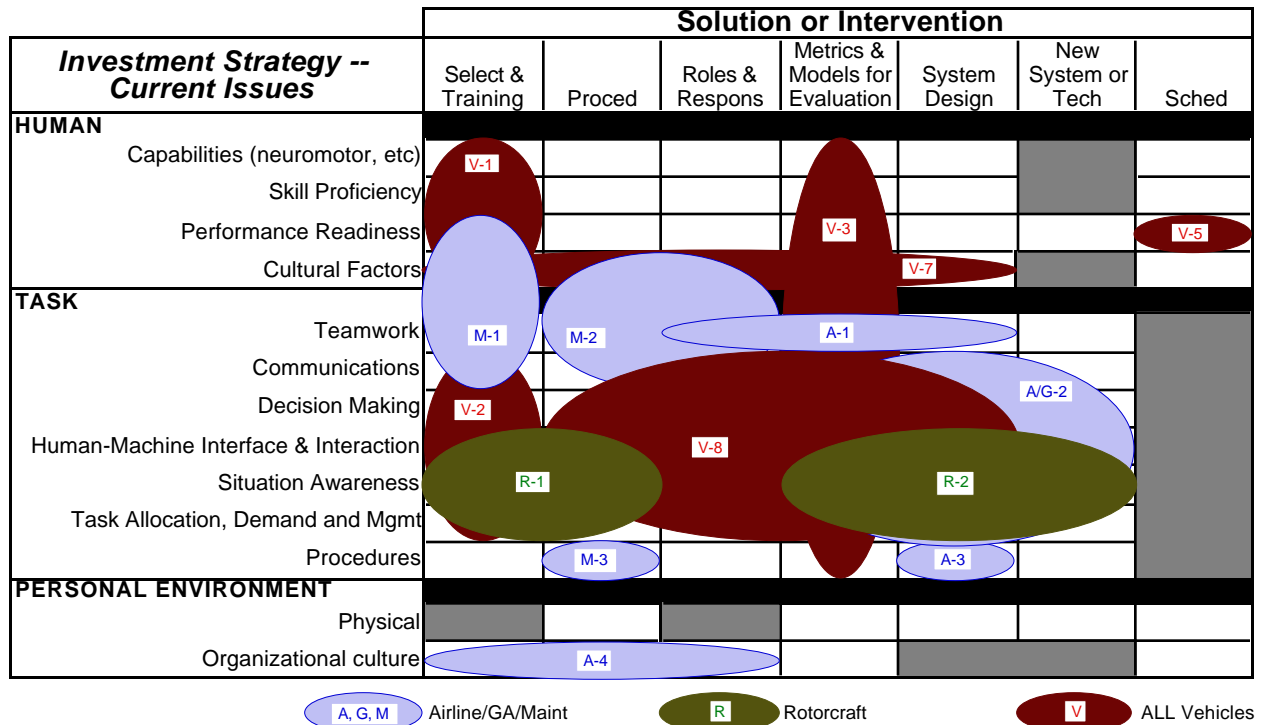 Solution or Intervention
Investment Strategy --
Current Issues
Select &
Training
Proced
Roles &
Respons
Metrics &
Models for
Evaluation
System
Design
New
System or
Tech
Sched
HUMAN
Capabilities (neuromotor, etc)
V-1
Skill Proficiency
Performance Readiness
V-3
V-5
Cultural Factors
V-7
TASK
Teamwork
M-1
M-2
A-1
Communications
A/G-2
Decision Making
V-2
Human-Machine Interface & Interaction
V-8
Situation Awareness
R-1
R-2
Task Allocation, Demand and Mgmt
Procedures
M-3
A-3
PERSONAL ENVIRONMENT
Physical
Organizational culture
A-4
A, G, M
Airline/GA/Maint
R
Rotorcraft
V
ALL Vehicles